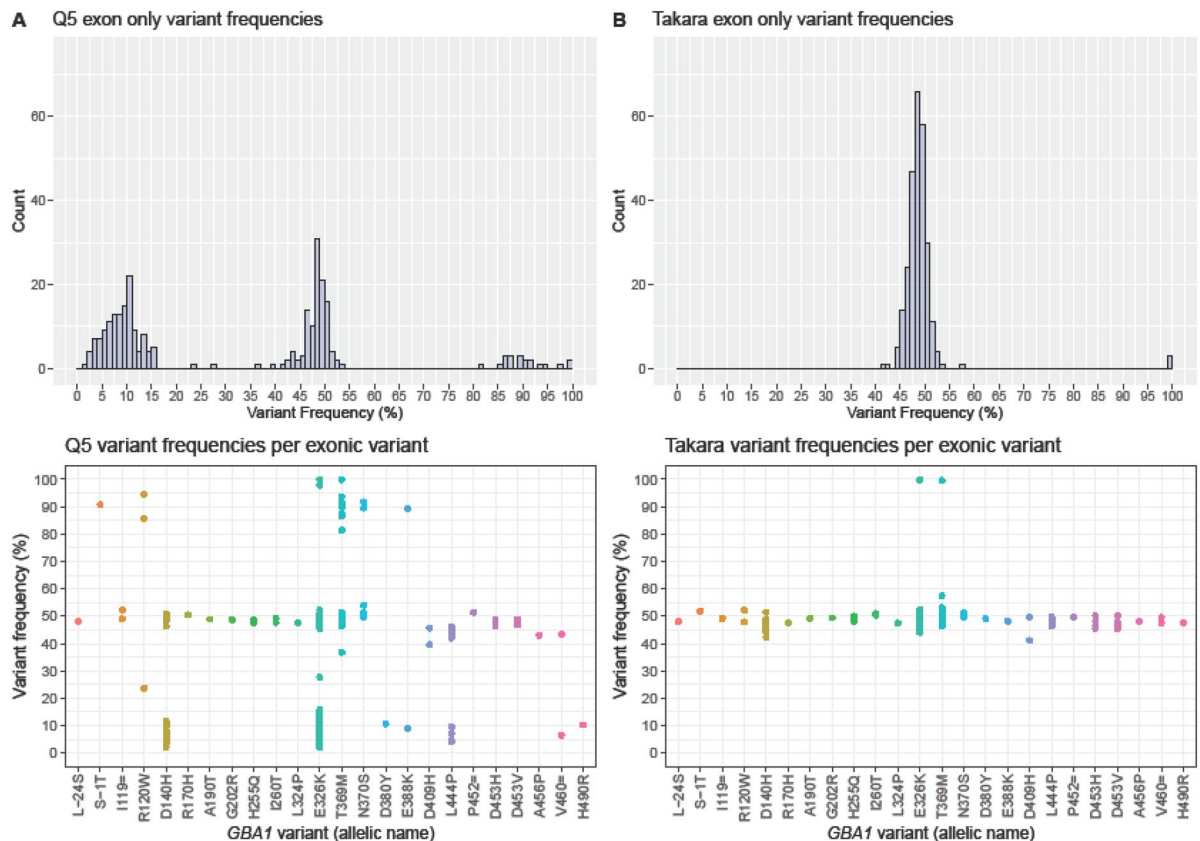 A Q5 exon only variant frequencies
60
40
20
0
Count
0 5 10 15 20 25 30 35 40 45 50 55 60 65 70 75 80 85 90 95 100
Variant Frequency (%)
B Takara exon only variant frequencies
60
40
20
0
Count
0 5 10 15 20 25 30 35 40 45 50 55 60 65 70 75 80 85 90 95 100
Variant Frequency (%)
Q5 variant frequencies per exonic variant
100
90
80
70
60
50
40
30
20
10
0
Variant frequency (%)
L-24S
S-1T
I119=
R120W
D140H
R170H
A190T
G202R
H255Q
I260T
L324P
E326K
T369M
N370S
D380Y
E388K
D409H
L444P
P452=
D453H
D453V
A456P
V460=
H490R
GBA1 variant (allelic name)
Takara variant frequencies per exonic variant
100
90
80
70
60
50
40
30
20
10
0
Variant frequency (%)
L-24S
S-1T
I119=
R120W
D140H
R170H
A190T
G202R
H255Q
I260T
L324P
E326K
T369M
N370S
D380Y
E388K
D409H
L444P
P452=
D453H
D453V
A456P
V460=
H490R
GBA1 variant (allelic name)